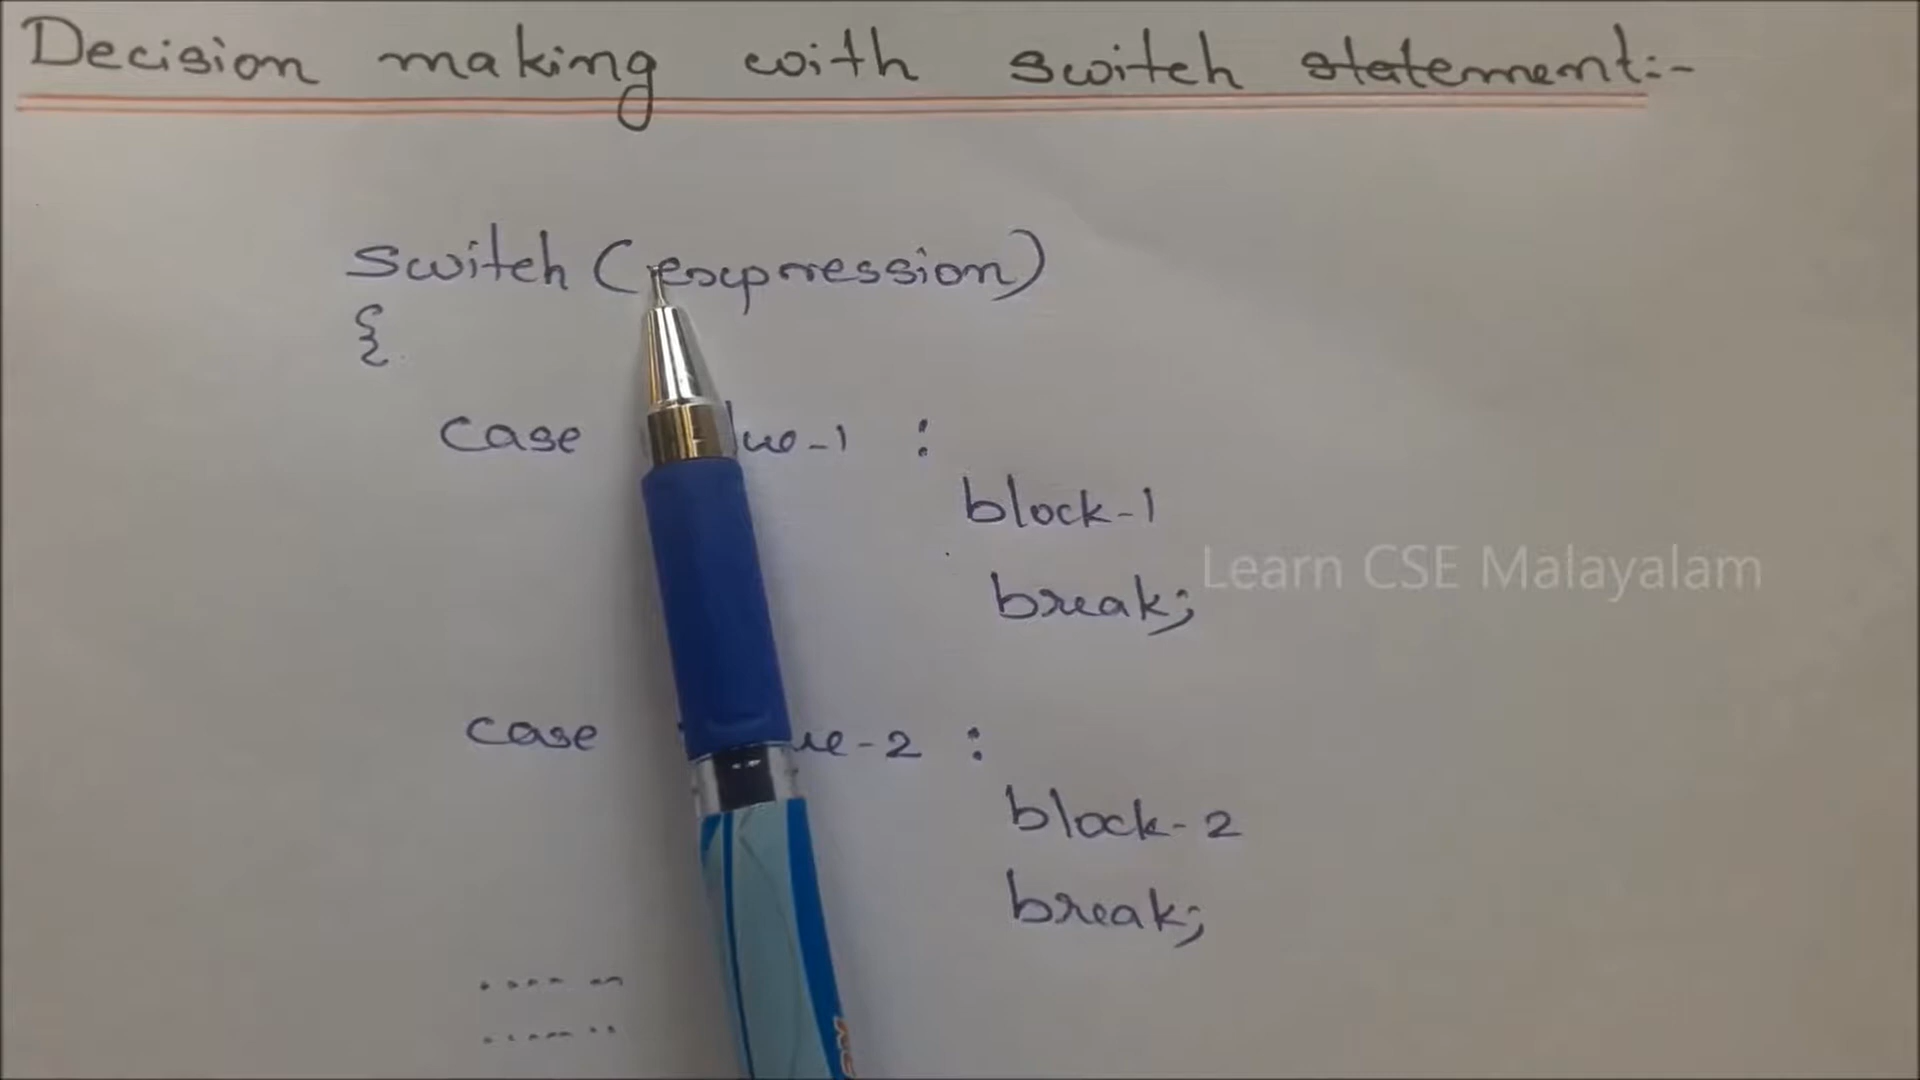 Decision making with switch statement:-
switch (expression)
{
case :
block-1
break;
Learn CSE Malayalam
case :
block-2
break;